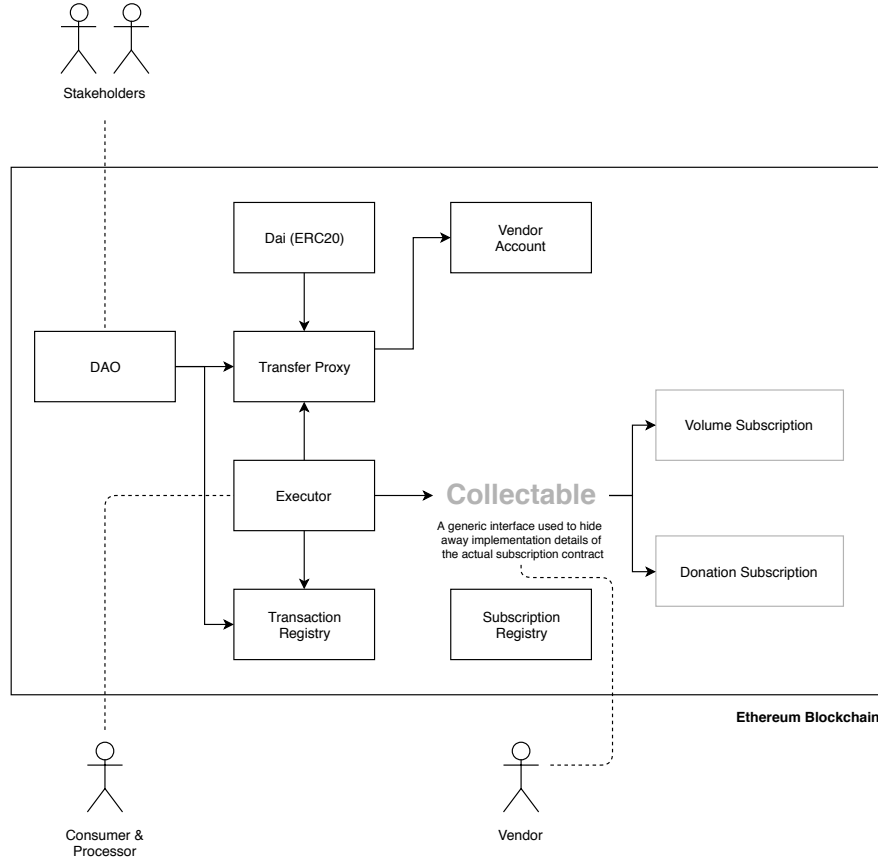 Stakeholders
Dai (ERC20)
Vendor
Account
DAO
Transfer Proxy
Volume Subscription
Executor
Collectable
A generic interface used to hide
away implementation details of
the actual subscription contract
Donation Subscription
Transaction
Registry
Subscription
Registry
Ethereum Blockchain
Consumer &
Processor
Vendor